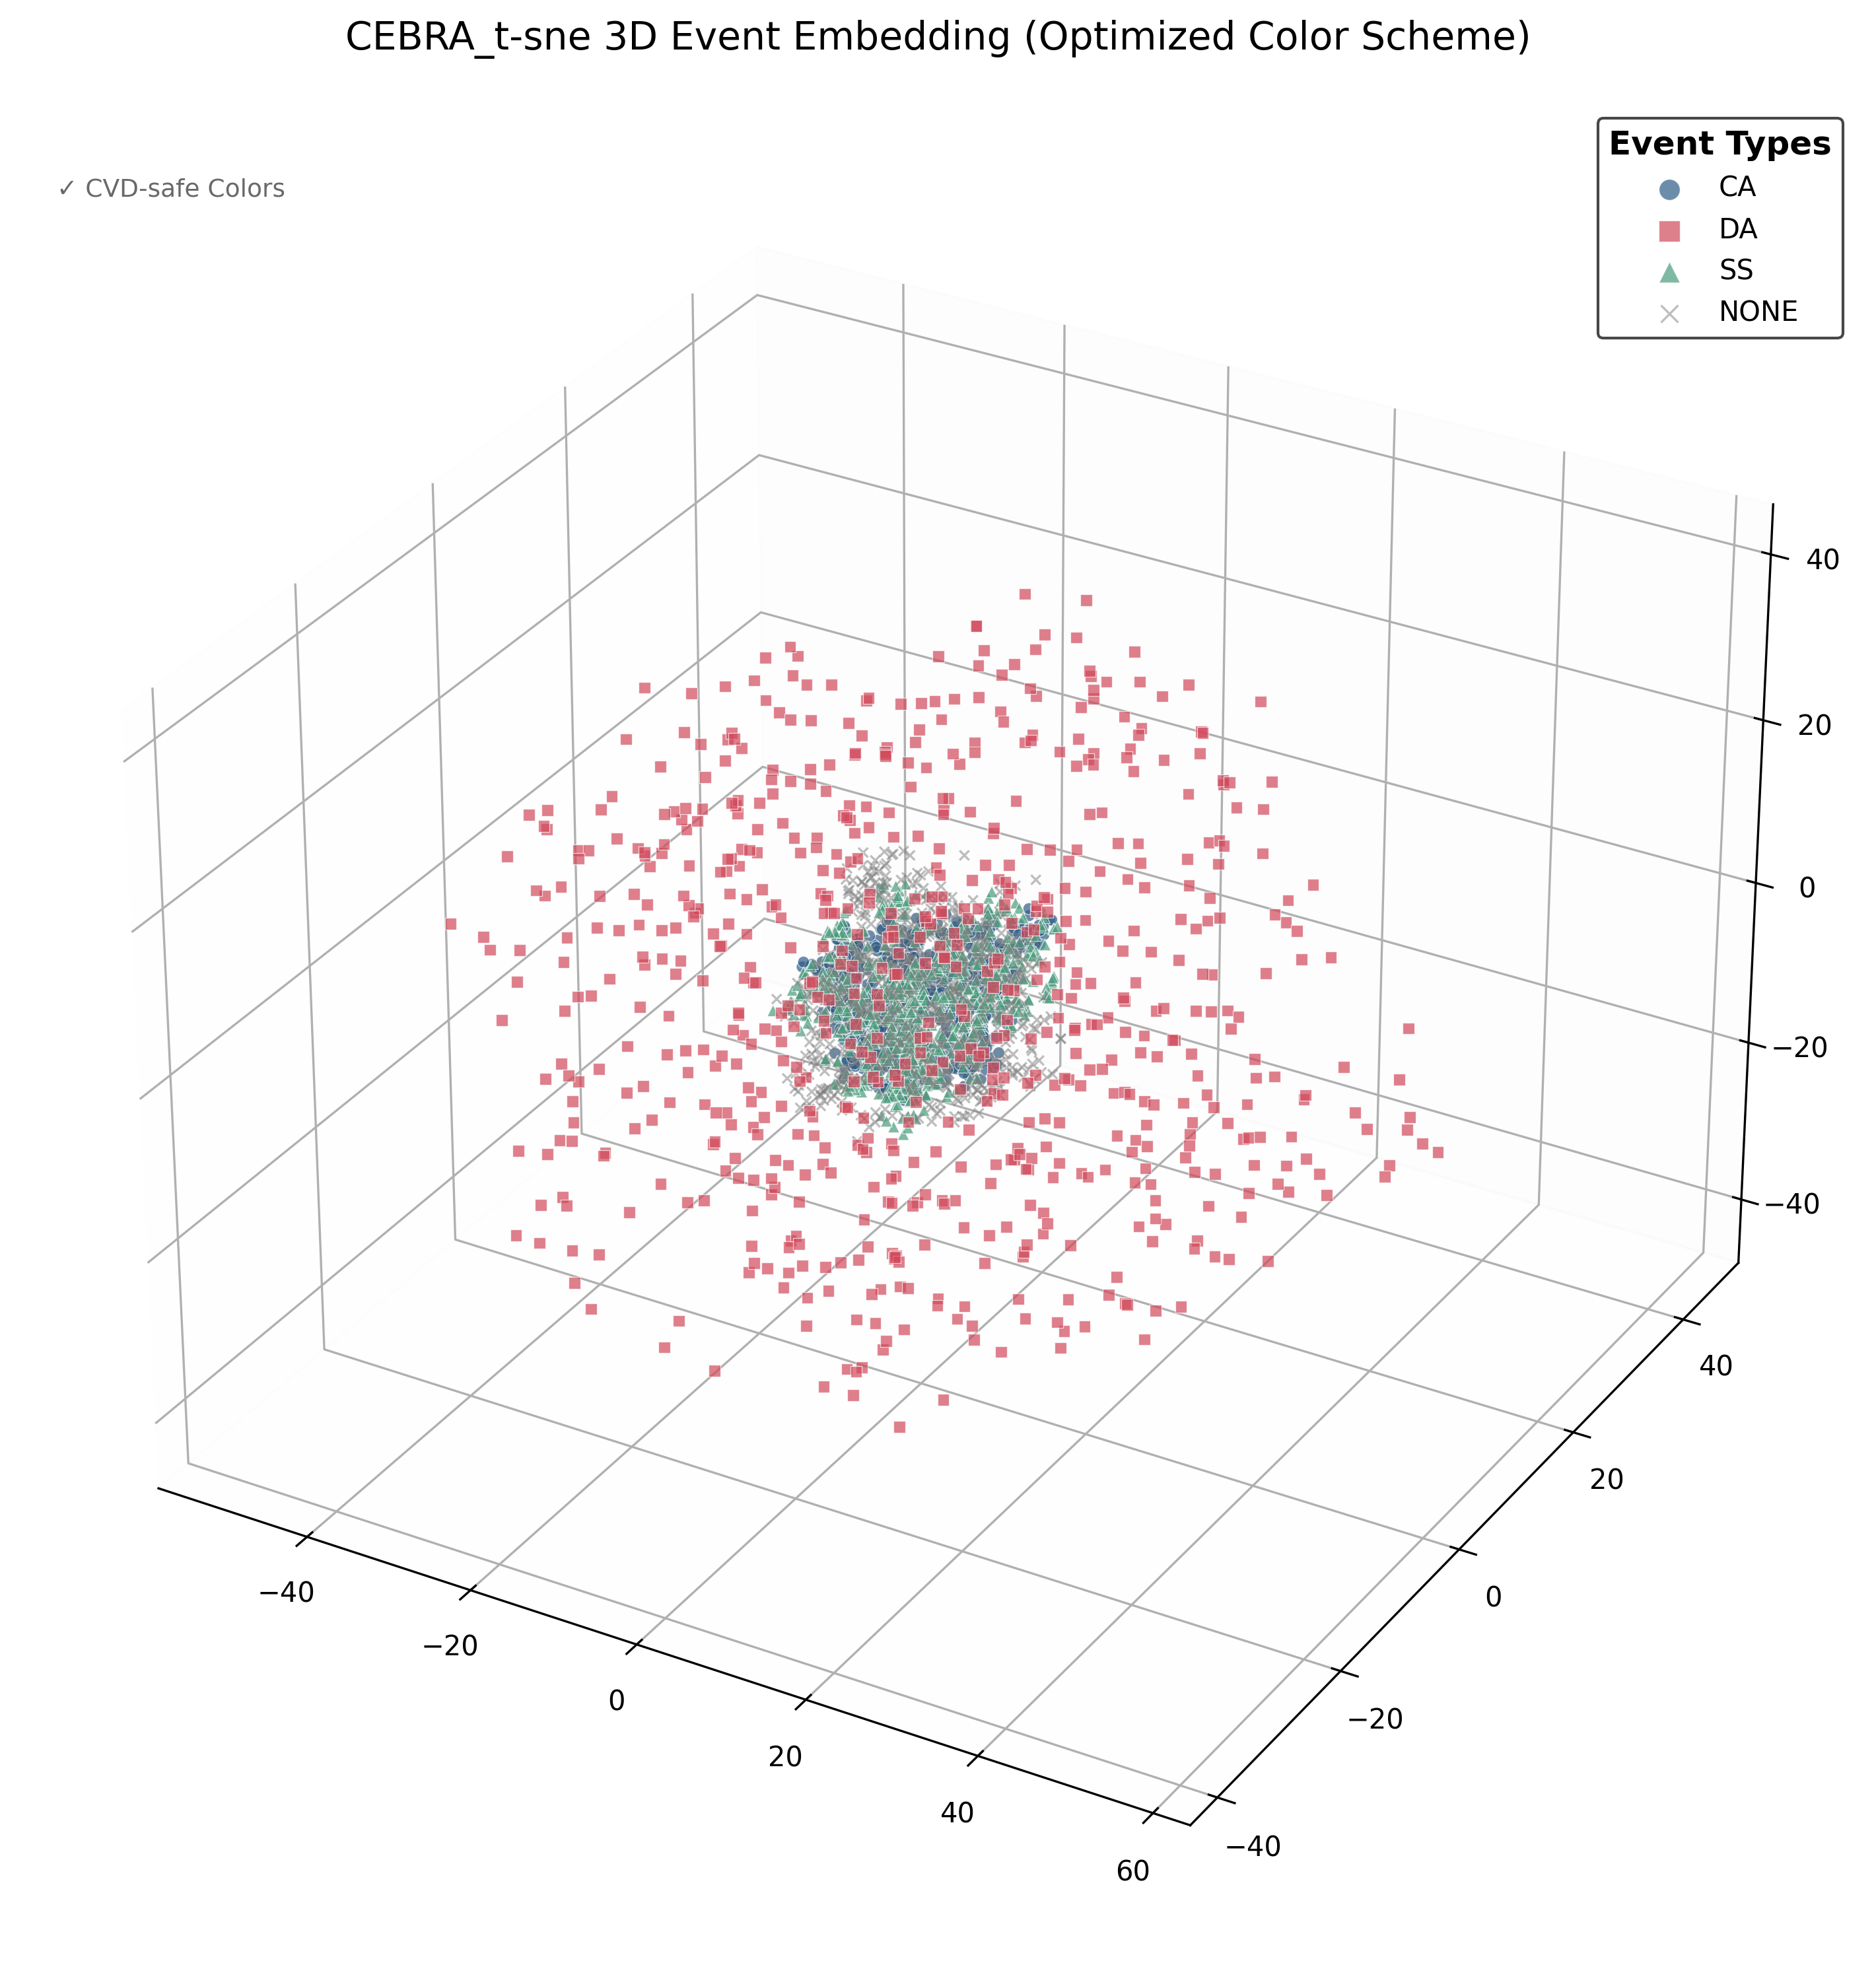 CEBRA_t-sne 3D Event Embedding (Optimized Color Scheme)
✓ CVD-safe Colors
Event Types
CA
DA
SS
NONE
40
20
0
−20
−40
40
20
0
−20
−40
−40
−20
0
20
40
60